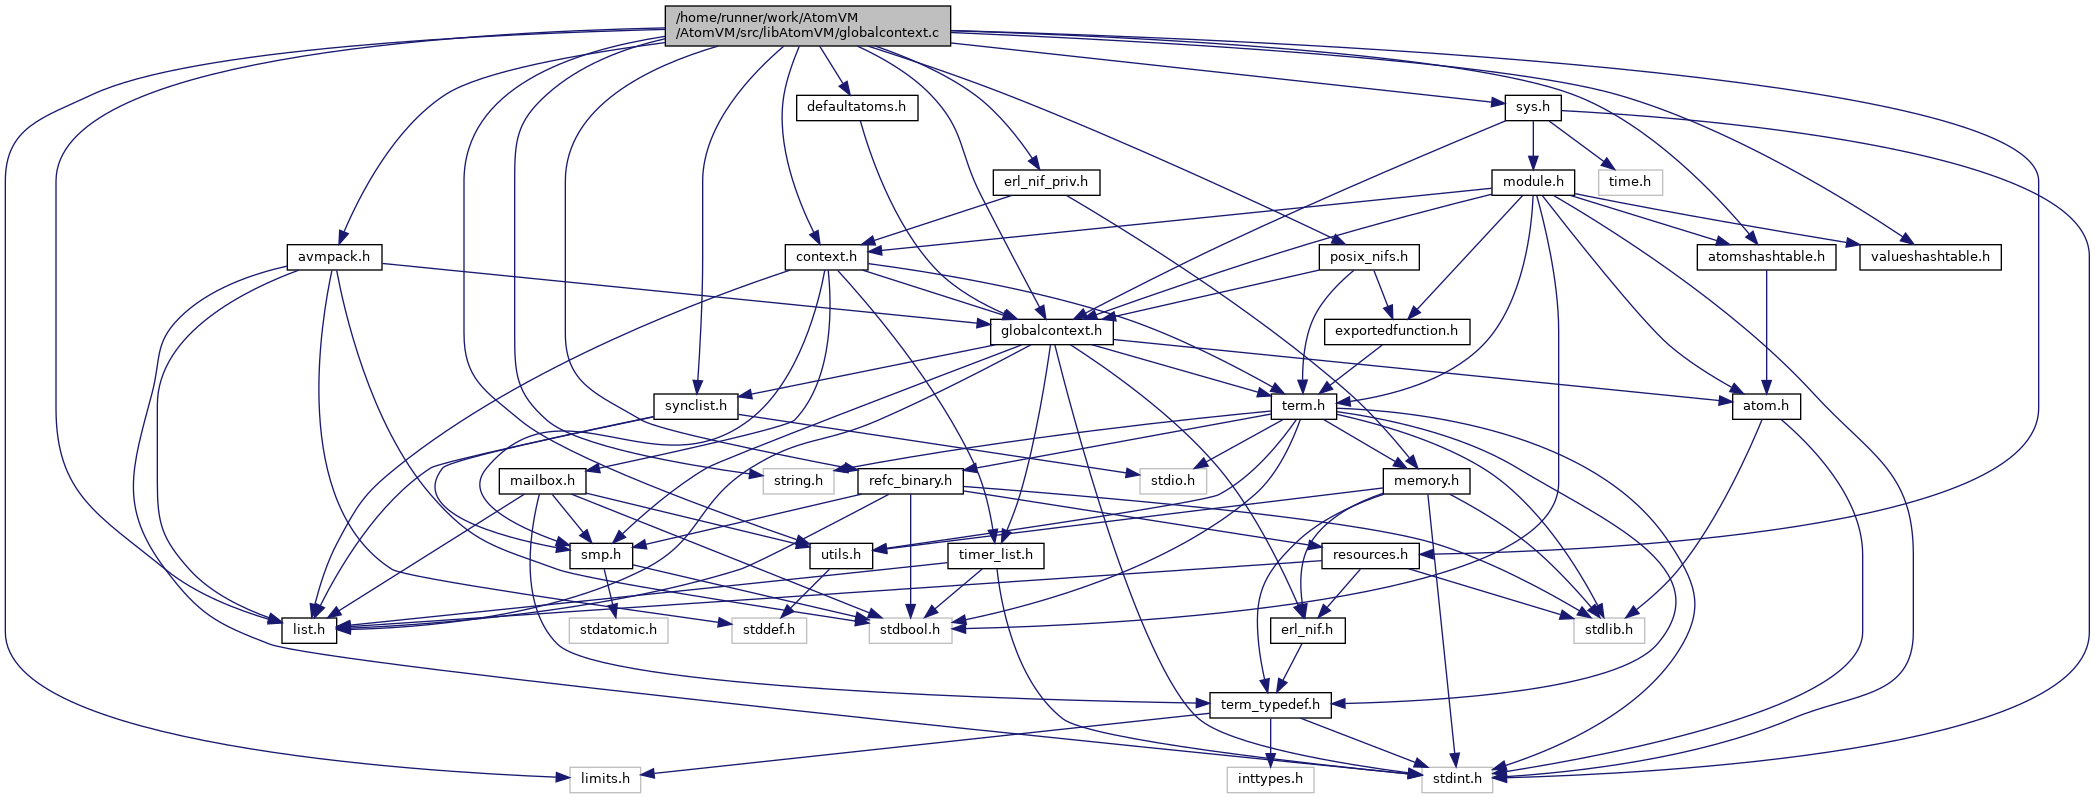 /home/runner/work/AtomVM
/AtomVM/src/libAtomVM/globalcontext.c
defaultatoms.h
sys.h
erl_nif_priv.h
module.h
time.h
avmpack.h
context.h
posix_nifs.h
atomshashtable.h
valueshashtable.h
globalcontext.h
exportedfunction.h
synclist.h
term.h
atom.h
mailbox.h
string.h
refc_binary.h
stdio.h
memory.h
smp.h
utils.h
timer_list.h
resources.h
list.h
stdatomic.h
stddef.h
stdbool.h
erl_nif.h
stdlib.h
term_typedef.h
limits.h
inttypes.h
stdint.h